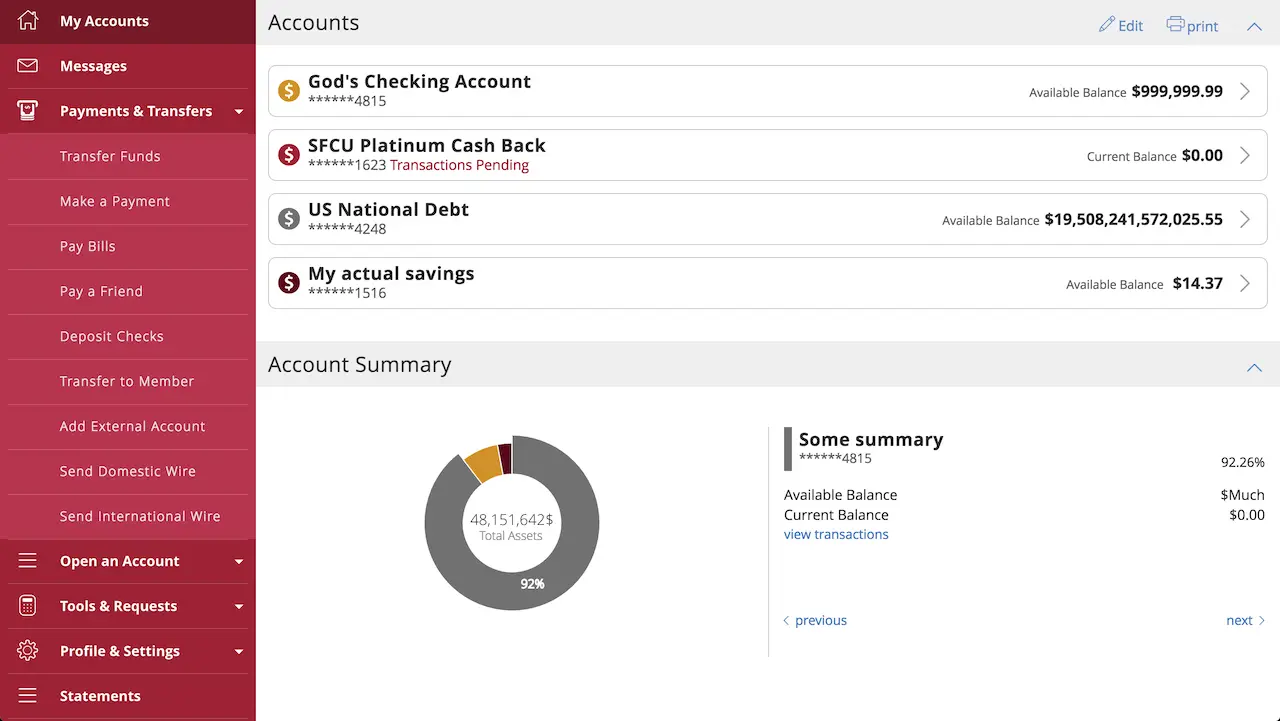 My Accounts
Messages
Payments & Transfers
Transfer Funds
Make a Payment
Pay Bills
Pay a Friend
Deposit Checks
Transfer to Member
Add External Account
Send Domestic Wire
Send International Wire
Open an Account
Tools & Requests
Profile & Settings
Statements
Accounts
Edit print
God's Checking Account
******4815
Available Balance $999,999.99
SFCU Platinum Cash Back
******1623 Transactions Pending
Current Balance $0.00
US National Debt
******4248
Available Balance $19,508,241,572,025.55
My actual savings
******1516
Available Balance $14.37
Account Summary
48,151,642$
Total Assets
92%
Some summary
******4815
92.26%
Available Balance $Much
Current Balance $0.00
view transactions
< previous
next >